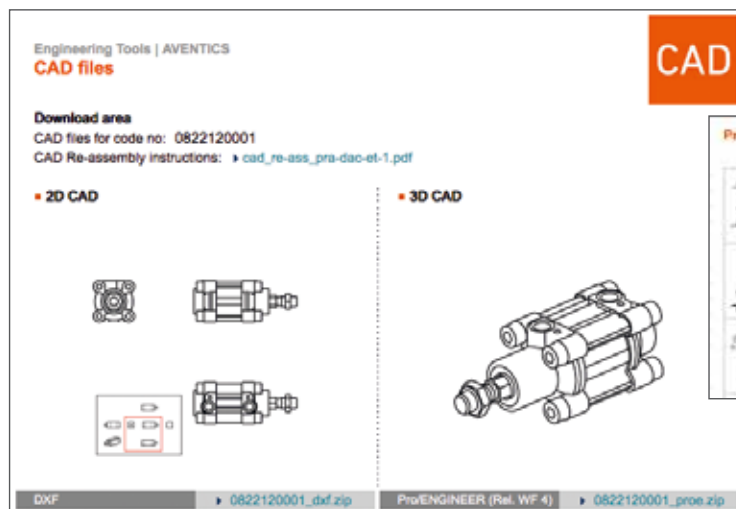 Engineering Tools | AVENTICS
CAD files
CAD
Download area
CAD files for code no: 0822120001
CAD Re-assembly instructions: cad_re-ass_pra-dac-et-1.pdf
2D CAD
3D CAD
DXF
0822120001_dxf.zip
Pro/ENGINEER (Rel. WF 4)
0822120001_proe.zip